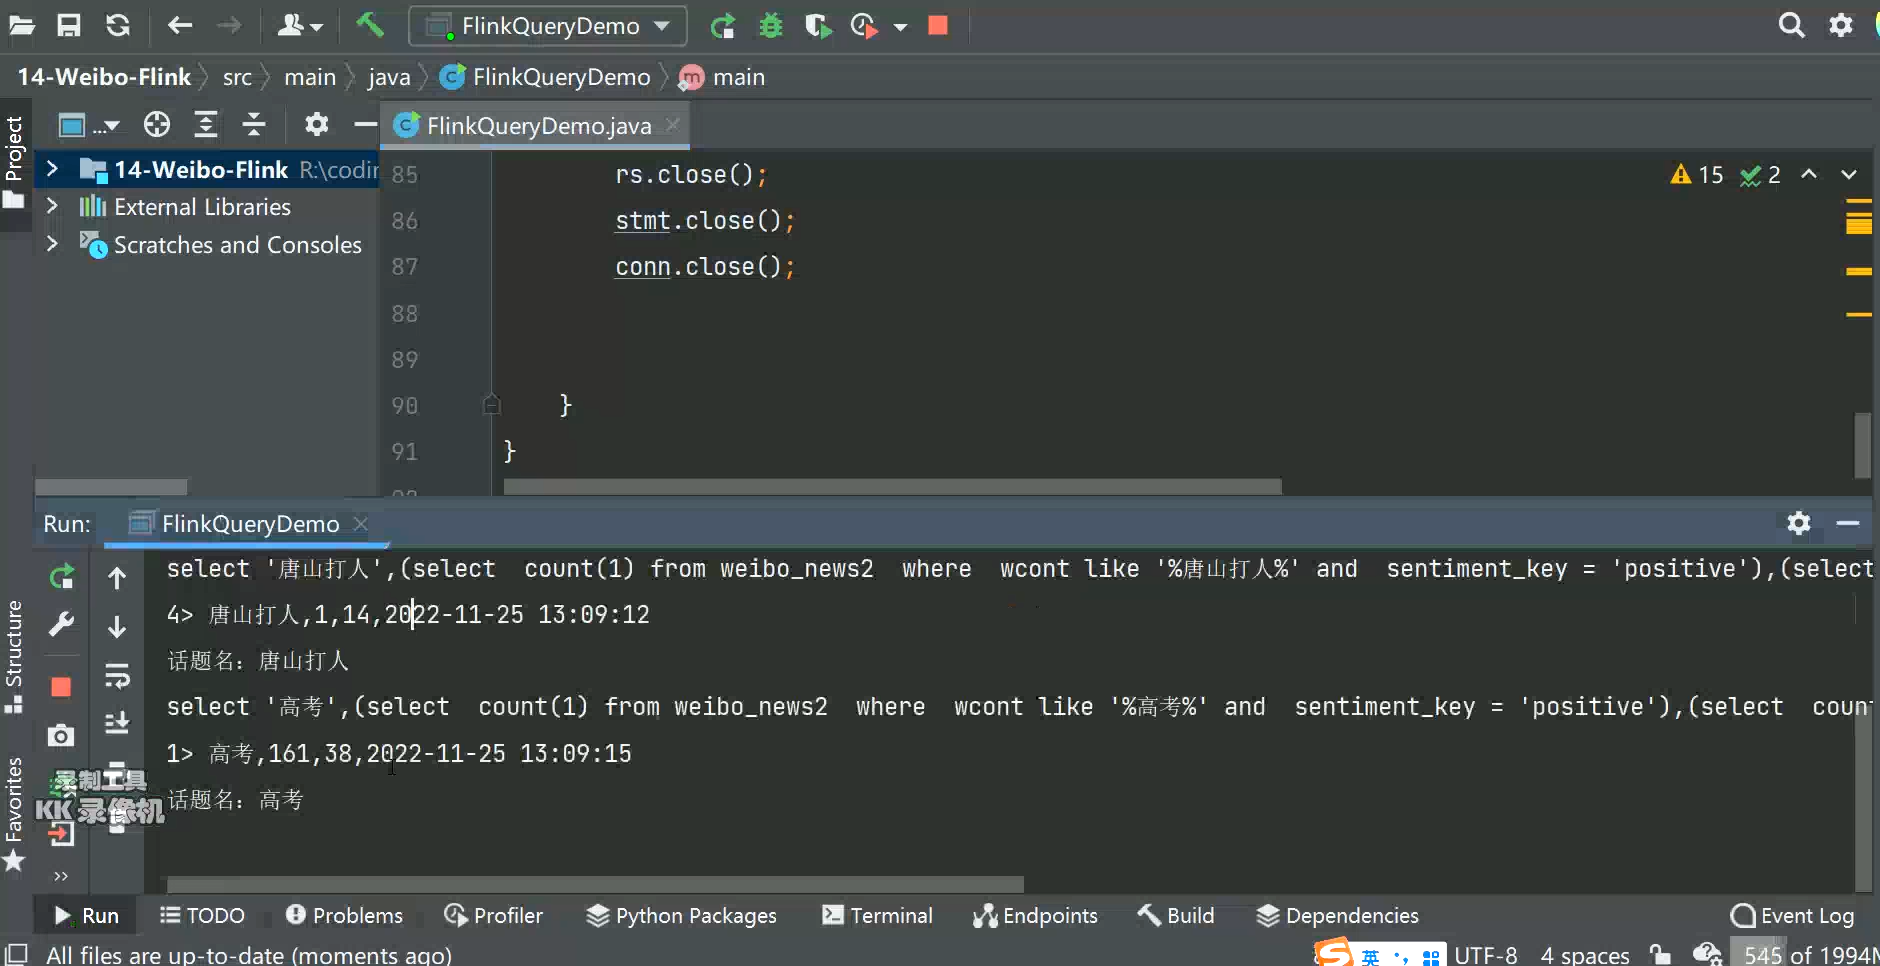 FlinkQueryDemo
14-Weibo-Flink src main java FlinkQueryDemo main
Project
... FlinkQueryDemo.java
14-Weibo-Flink R:\codin
External Libraries
Scratches and Consoles
85 rs.close();
86 stmt.close();
87 conn.close();
88
89
90 }
91 }
15 2
Run: FlinkQueryDemo
select '唐山打人',(select count(1) from weibo_news2 where wcont like '%唐山打人%' and sentiment_key = 'positive'),(select
4> 唐山打人,1,14,2022-11-25 13:09:12
话题名：唐山打人
select '高考',(select count(1) from weibo_news2 where wcont like '%高考%' and sentiment_key = 'positive'),(select coun
1> 高考,161,38,2022-11-25 13:09:15
话题名：高考
Structure
Favorites
录制工具
KK 录像机
Run TODO Problems Profiler Python Packages Terminal Endpoints Build Dependencies Event Log
All files are up-to-date (moments ago) 英 UTF-8 4 spaces 545 of 1994M